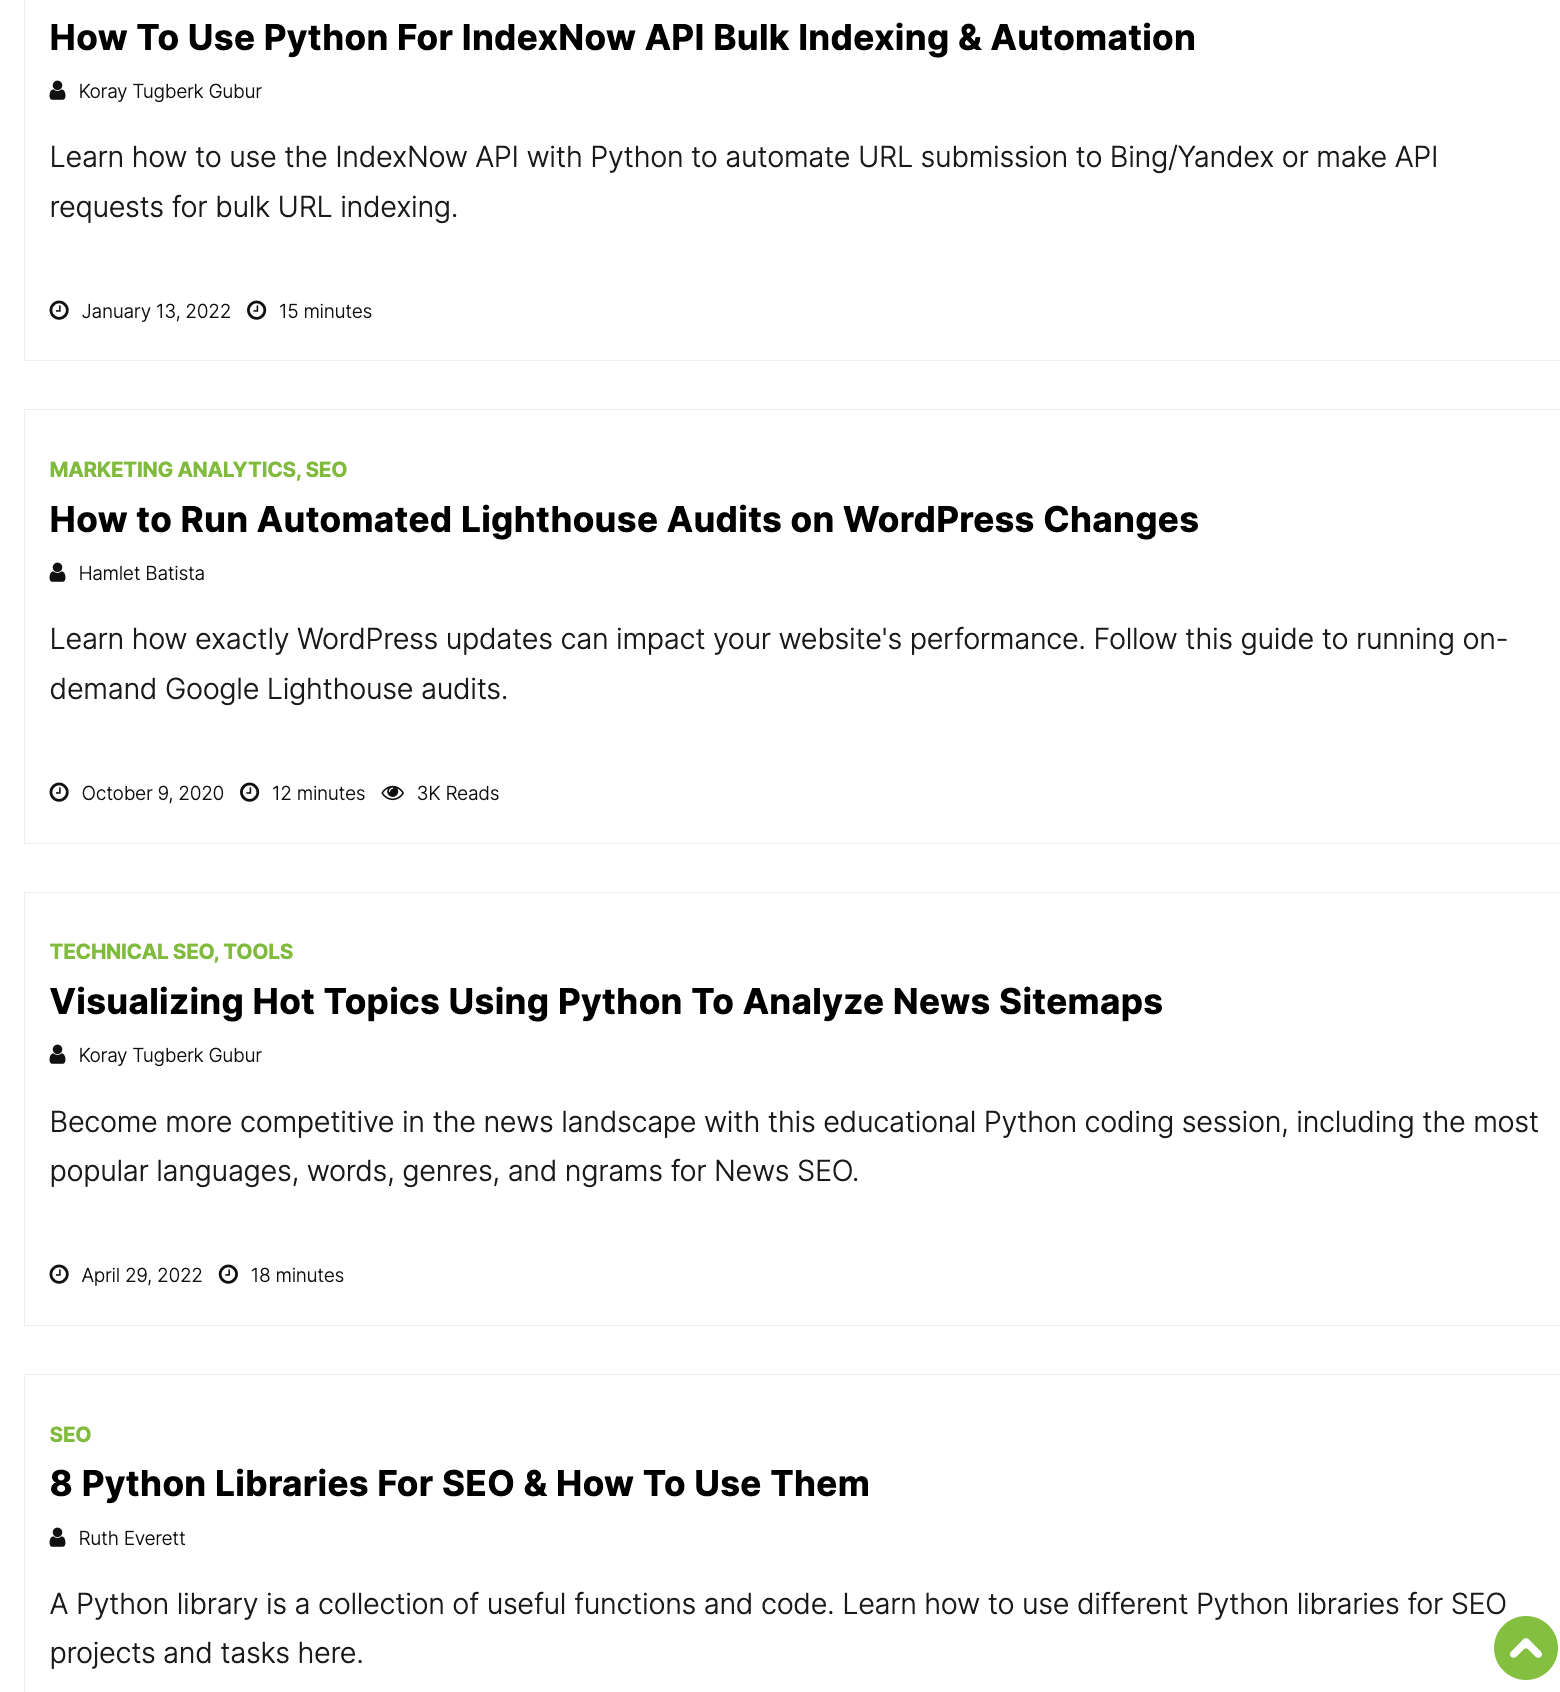 How To Use Python For IndexNow API Bulk Indexing & Automation
Koray Tugberk Gubur
Learn how to use the IndexNow API with Python to automate URL submission to Bing/Yandex or make API
requests for bulk URL indexing.
January 13, 2022 15 minutes
MARKETING ANALYTICS, SEO
How to Run Automated Lighthouse Audits on WordPress Changes
Hamlet Batista
Learn how exactly WordPress updates can impact your website's performance. Follow this guide to running on-
demand Google Lighthouse audits.
October 9, 2020 12 minutes 3K Reads
TECHNICAL SEO, TOOLS
Visualizing Hot Topics Using Python To Analyze News Sitemaps
Koray Tugberk Gubur
Become more competitive in the news landscape with this educational Python coding session, including the most
popular languages, words, genres, and ngrams for News SEO.
April 29, 2022 18 minutes
SEO
8 Python Libraries For SEO & How To Use Them
Ruth Everett
A Python library is a collection of useful functions and code. Learn how to use different Python libraries for SEO
projects and tasks here.